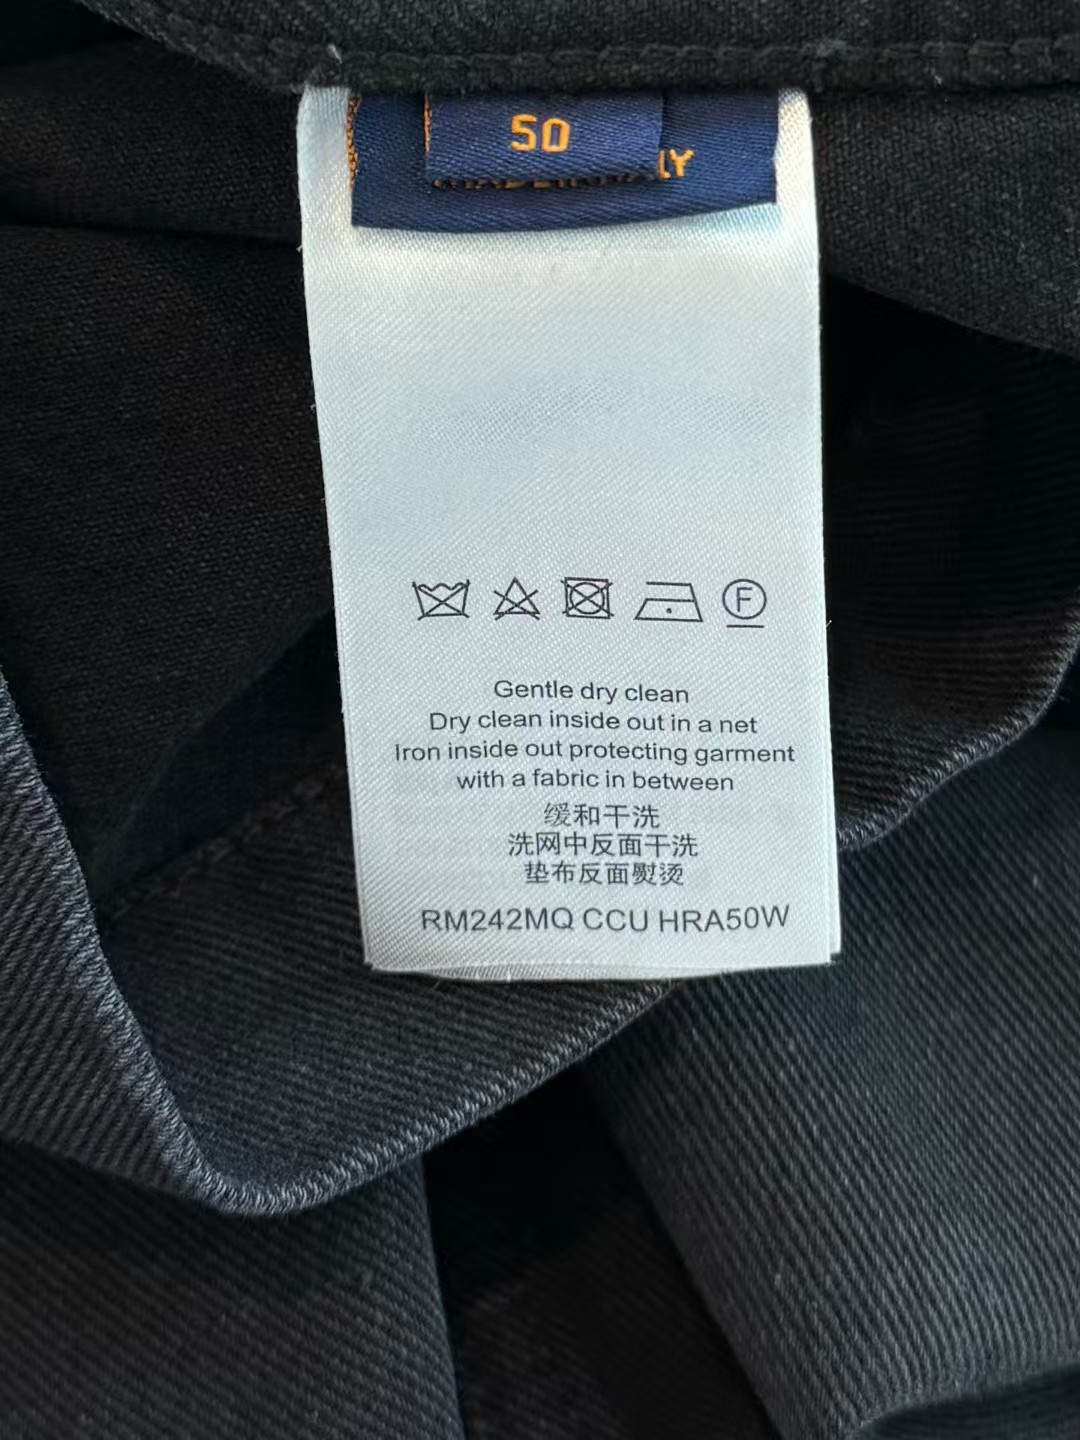 50
LY
F
Gentle dry clean
Dry clean inside out in a net
Iron inside out protecting garment
with a fabric in between
缓和干洗
洗网中反面干洗
垫布反面熨烫
RM242MQ CCU HRA50W